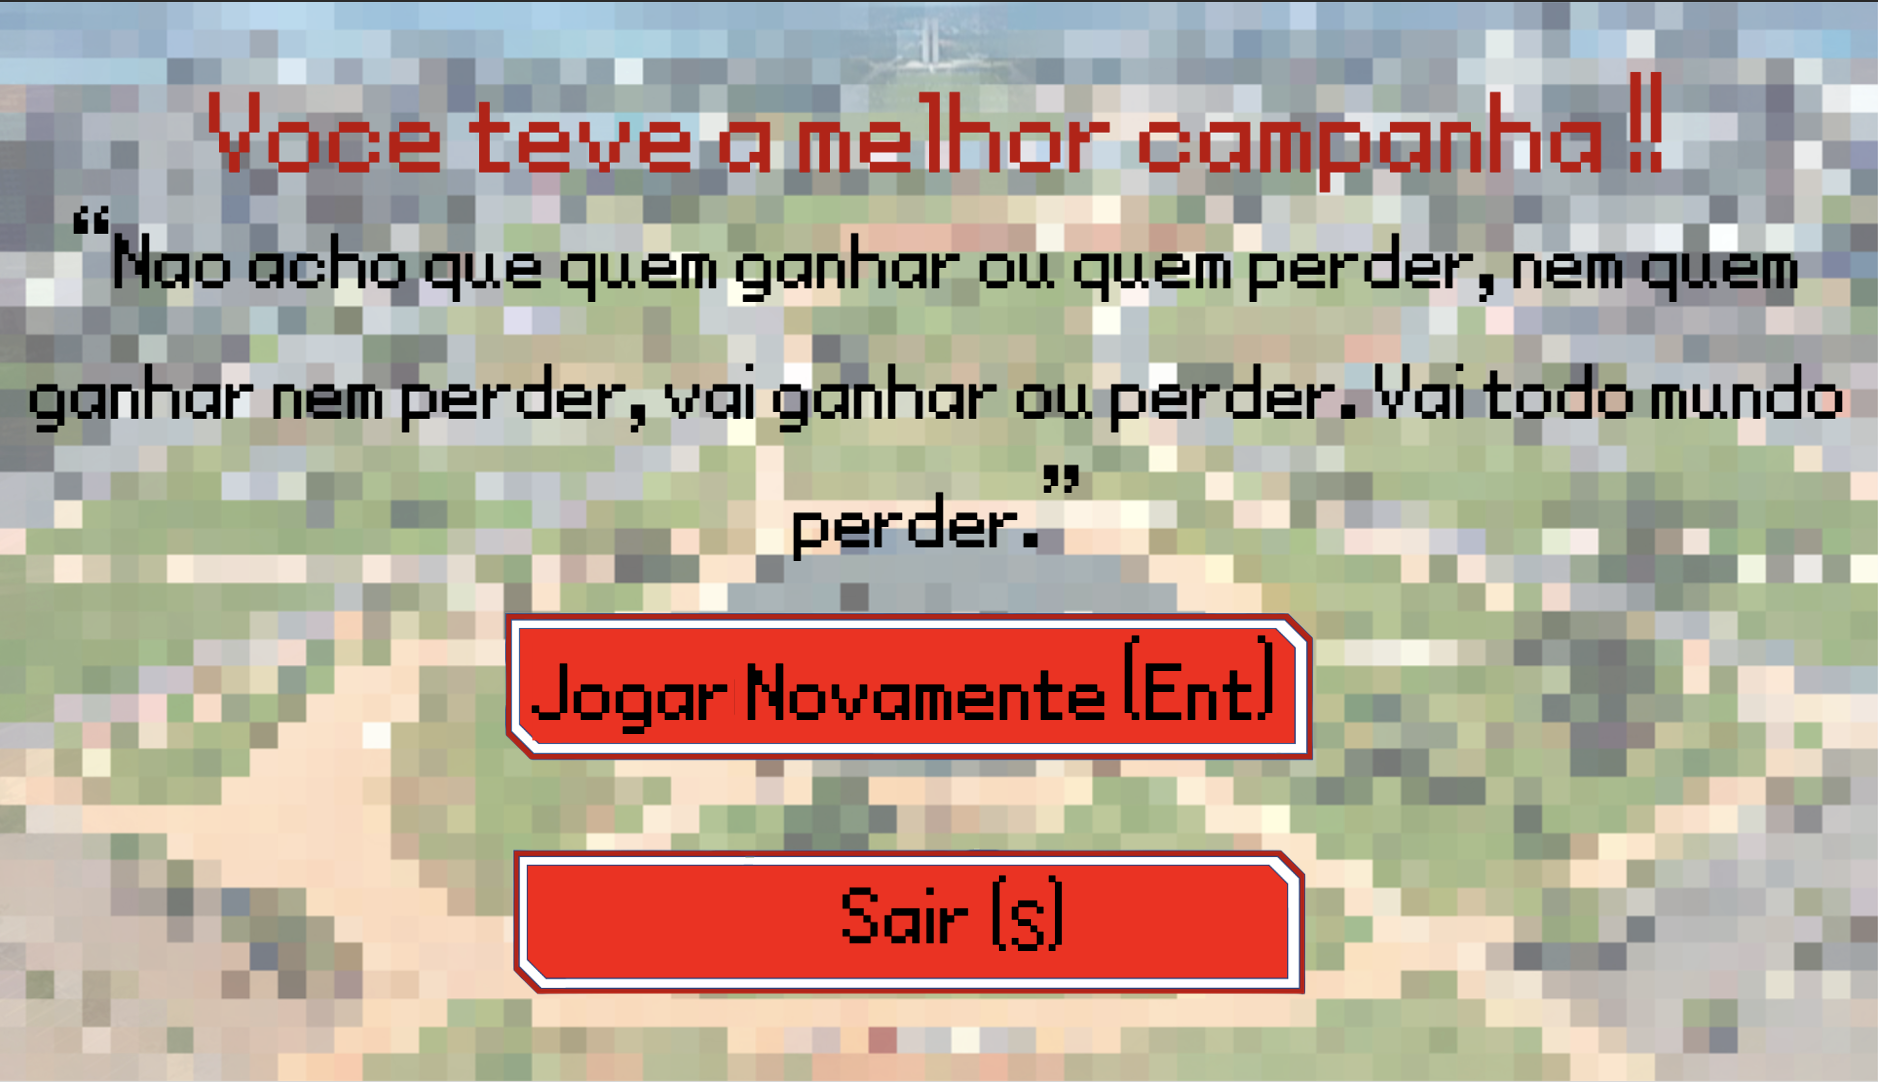 Voce teve a melhor campanha !!
“Nao acho que quem ganhar ou quem perder, nem quem
ganhar nem perder, vai ganhar ou perder. Vai todo mundo
perder.”
Jogar Novamente (Ent)
Sair (s)